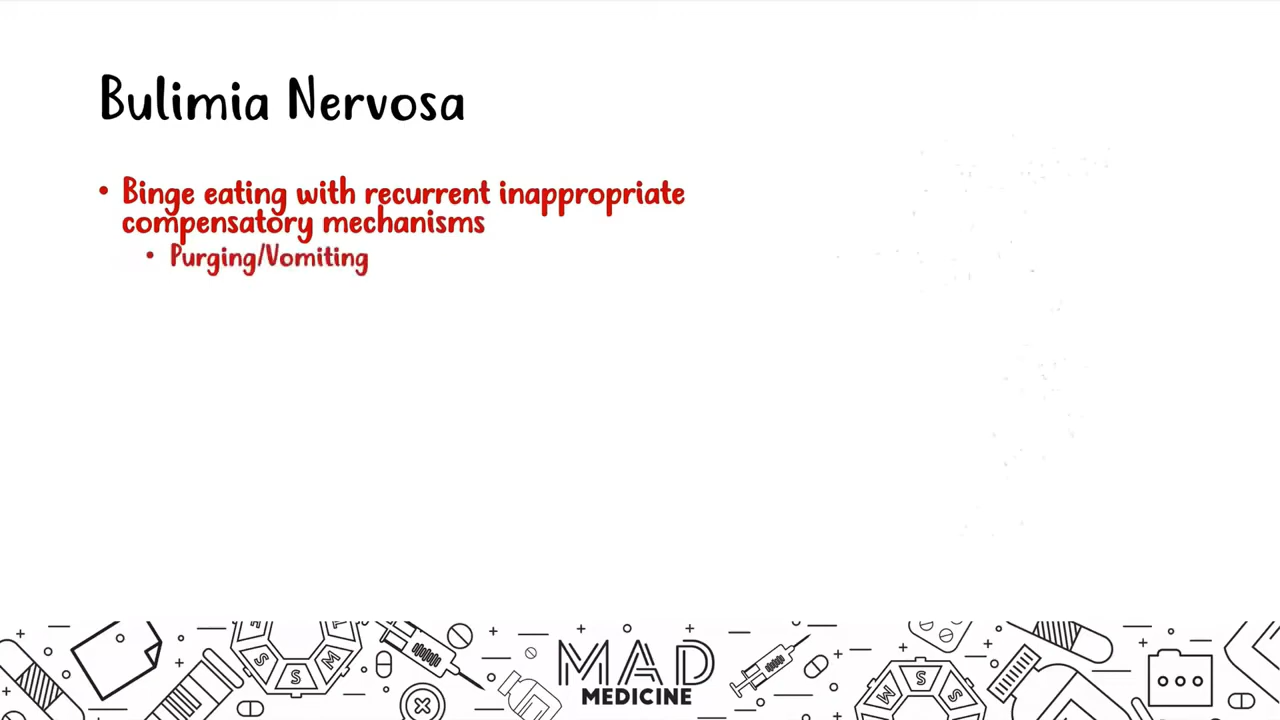 Bulimia Nervosa
• Binge eating with recurrent inappropriate
compensatory mechanisms
• Purging/Vomiting
MAD
MEDICINE